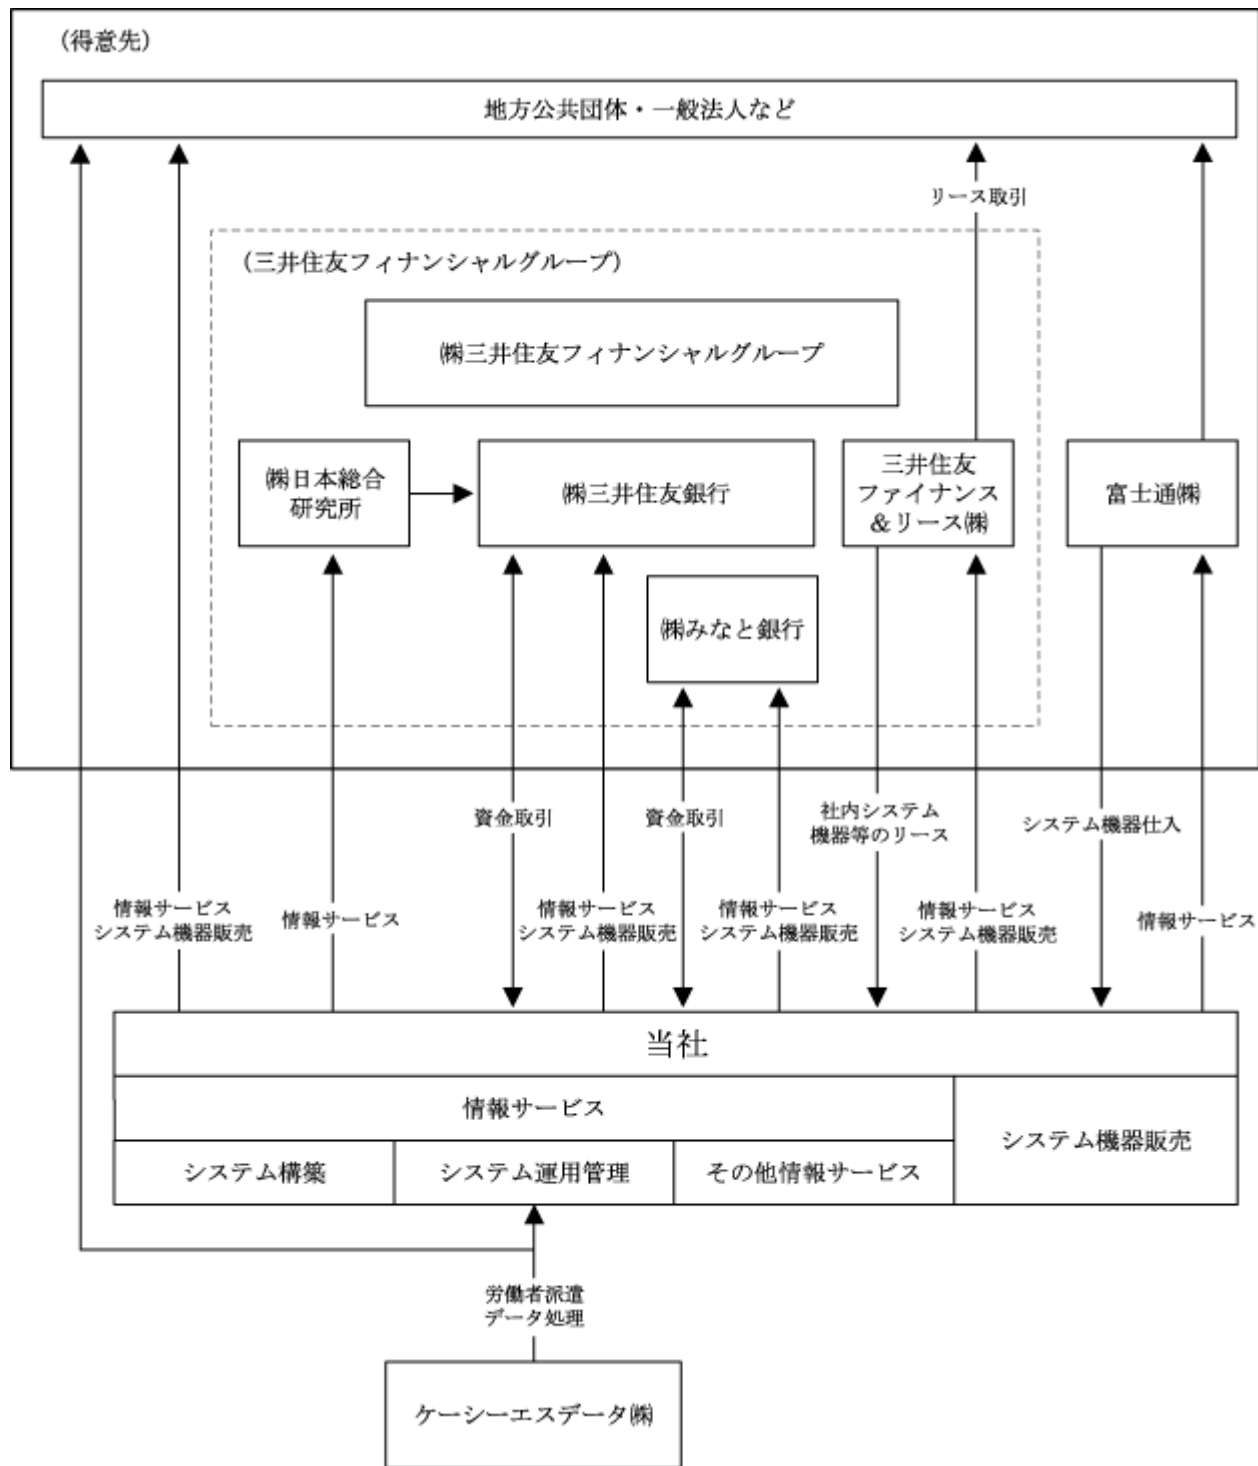 （得意先）
地方公共団体・一般法人など
リース取引
（三井住友フィナンシャルグループ）
㈱三井住友フィナンシャルグループ
㈱日本総合
研究所
㈱三井住友銀行
三井住友
ファイナンス
＆リース㈱
富士通㈱
㈱みなと銀行
資金取引
資金取引
社内システム
機器等のリース
システム機器仕入
情報サービス
システム機器販売
情報サービス
情報サービス
システム機器販売
情報サービス
システム機器販売
情報サービス
システム機器販売
情報サービス
当社
情報サービス
システム機器販売
システム構築
システム運用管理
その他情報サービス
労働者派遣
データ処理
ケーシーエスデータ㈱